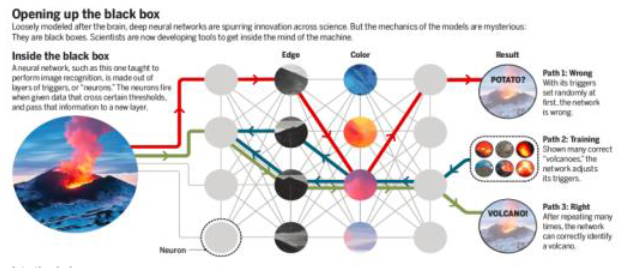 Opening up the black box
Loosely modeled after the brain, deep neural networks are spurring innovation across science. But the mechanics of the models are mysterious:
They are black boxes. Scientists are now developing tools to get inside the mind of the machine.
Inside the black box
A neural network, such as this one taught to
perform image recognition, is made out of
layers of triggers, or "neurons." The neurons fire
when given data that cross certain thresholds,
and pass that information to a new layer.
Edge
Color
Result
POTATO?
Path 1: Wrong
With its triggers
set randomly at
first, the network
is wrong.
Path 2: Training
Shown many correct
"volcanoes," the
network adjusts
its triggers.
VOLCANO!
Path 3: Right
After repeating many
times, the network
can correctly identify
a volcano.
Neuron